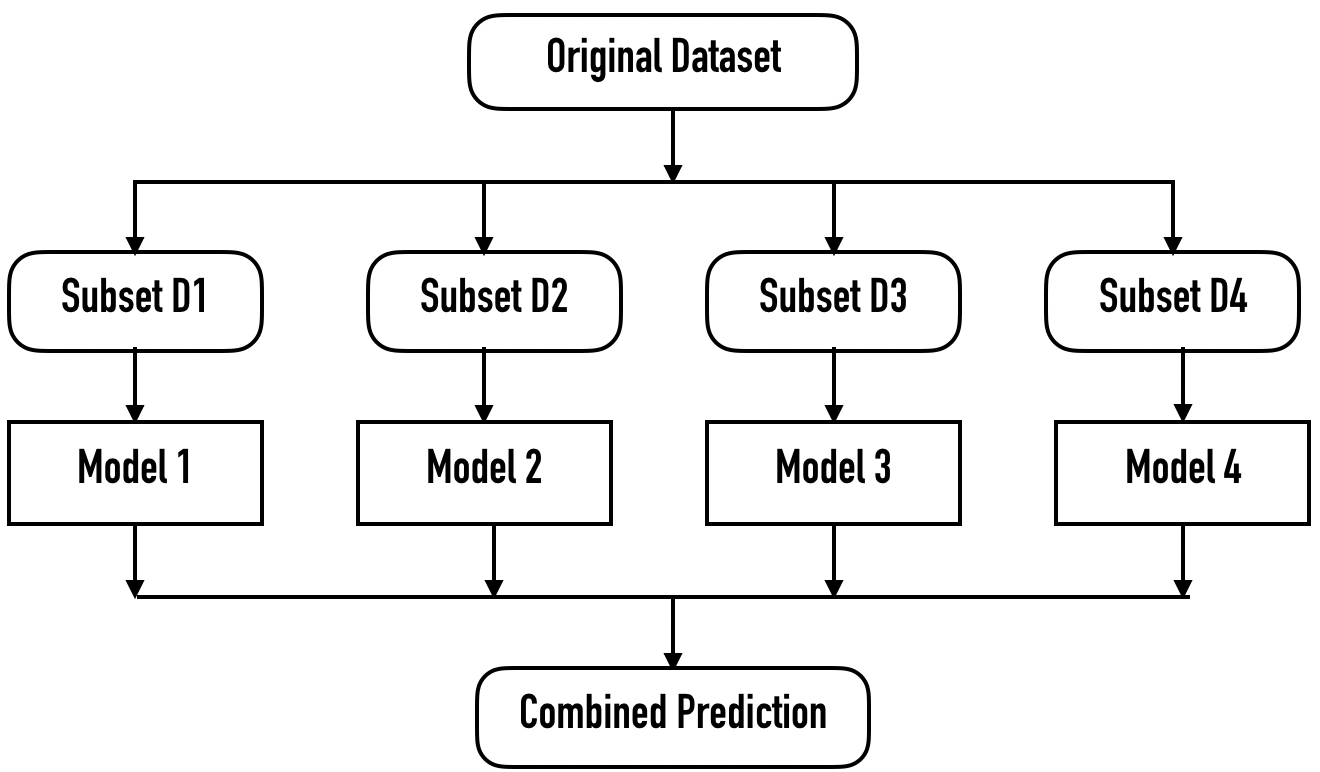 Original Dataset
Subset D1
Subset D2
Subset D3
Subset D4
Model 1
Model 2
Model 3
Model 4
Combined Prediction